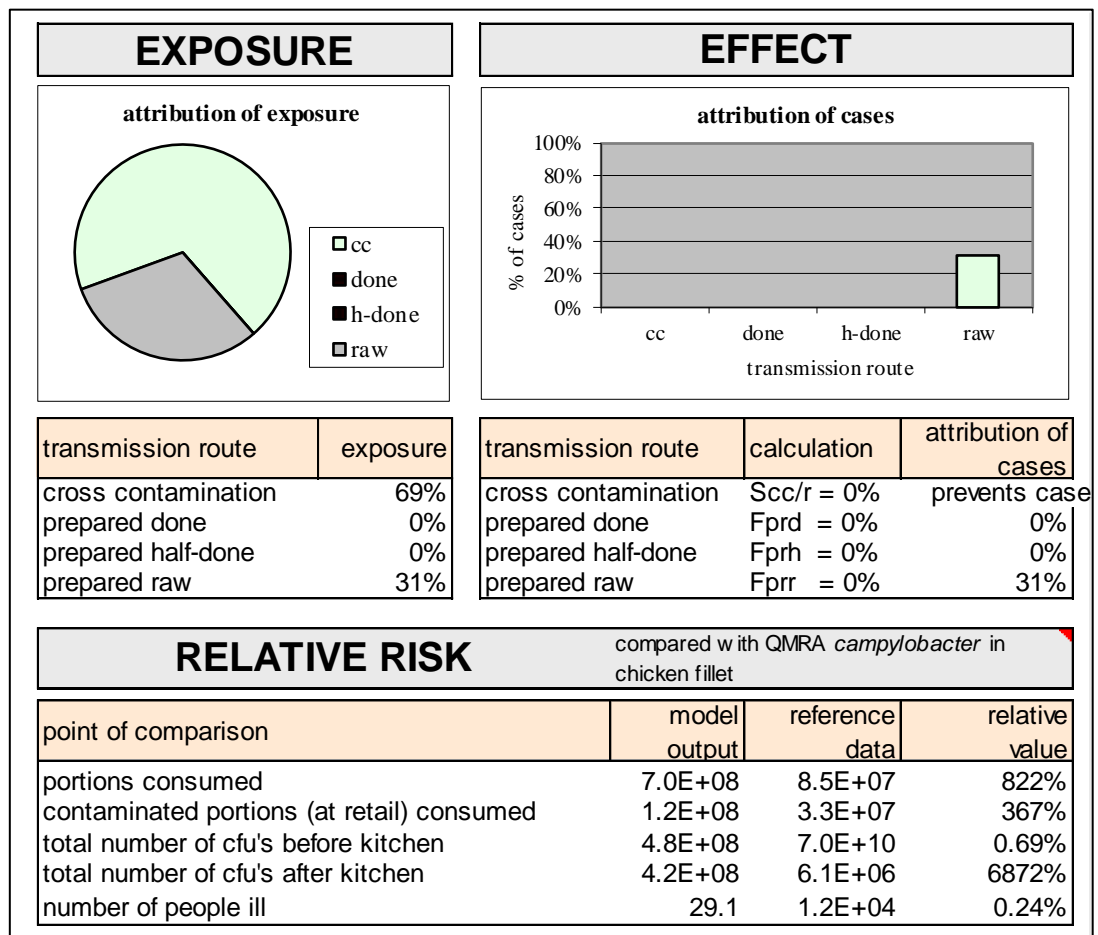 EXPOSURE
EFFECT
attribution of exposure
cc
done
h-done
raw
attribution of cases
100%
80%
60%
40%
20%
0%
% of cases
cc done h-done raw
transmission route
transmission route exposure
cross contamination 69%
prepared done 0%
prepared half-done 0%
prepared raw 31%
transmission route calculation attribution of
cases
cross contamination Scc/r = 0% prevents case
prepared done Fprd = 0% 0%
prepared half-done Fprh = 0% 0%
prepared raw Fprr = 0% 31%
RELATIVE RISK
compared with QMRA campylobacter in
chicken fillet
point of comparison model reference relative
output data value
portions consumed 7.0E+08 8.5E+07 822%
contaminated portions (at retail) consumed 1.2E+08 3.3E+07 367%
total number of cfu's before kitchen 4.8E+08 7.0E+10 0.69%
total number of cfu's after kitchen 4.2E+08 6.1E+06 6872%
number of people ill 29.1 1.2E+04 0.24%